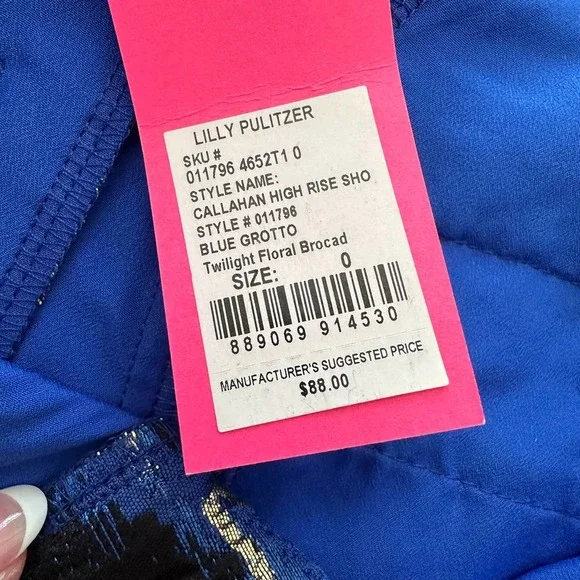 LILLY PULITZER
SKU #
011796 4652T1 0
STYLE NAME:
CALLAHAN HIGH RISE SHO
STYLE # 011796
BLUE GROTTO
Twilight Floral Brocad
SIZE: 0
889069 914530
MANUFACTURER'S SUGGESTED PRICE
$88.00